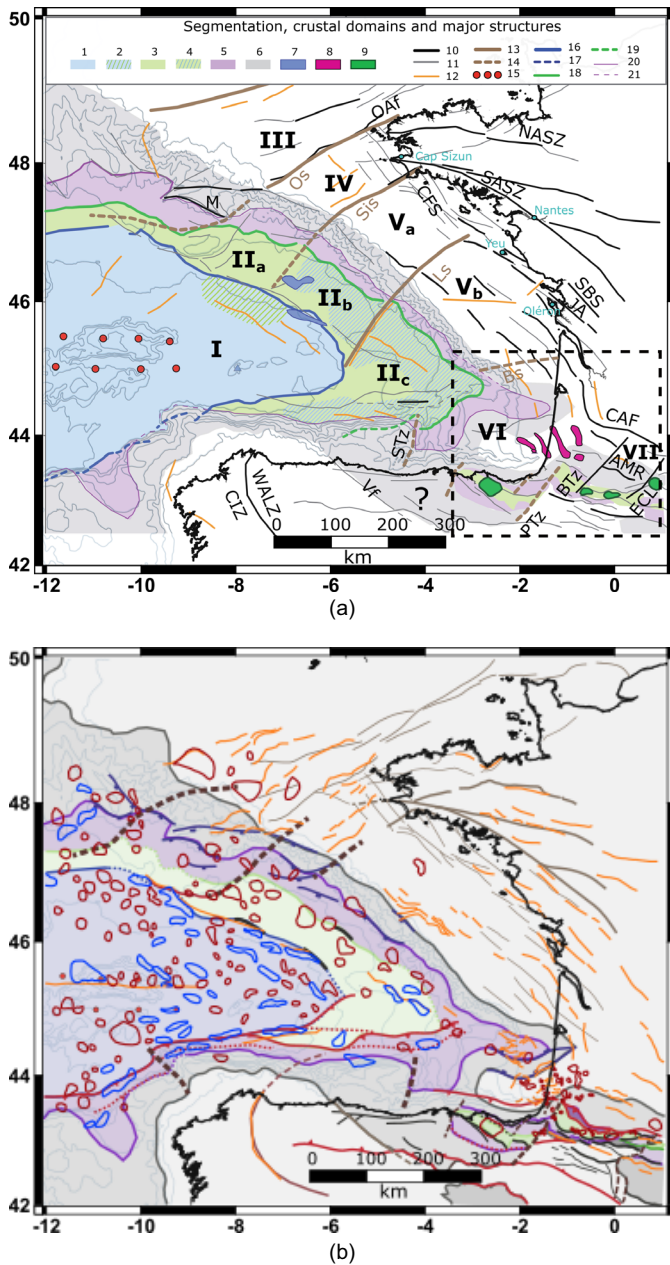 Segmentation, crustal domains and major structures
1 2 3 4 5 6 7 8 9 10 13 16 19
11 14 17 20
12 15 18 21
50
48
46
44
42
III
OAf
NASZ
Os
Cap Sizun
IV
SASZ
Sis
M
CFS
Nantes
Va
IIa
Yeu
IIb
Ls
Vb
SBS
JA
Oléron
I
IIc
Bs
CAF
VI
STz
VII
AMR
BTz
ECL
WALZ
CIZ
Vf
?
PTz
0 100 200 300
km
-12 -10 -8 -6 -4 -2 0
(a)
50
48
46
44
42
0 100 200 300
km
-12 -10 -8 -6 -4 -2 0
(b)